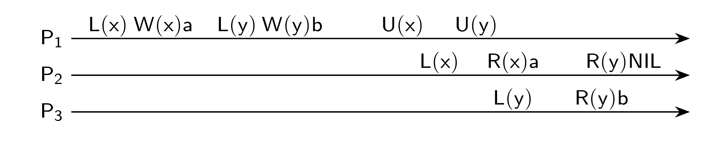 P1 L(x) W(x)a L(y) W(y)b U(x) U(y)
P2 L(x) R(x)a R(y)NIL
P3 L(y) R(y)b